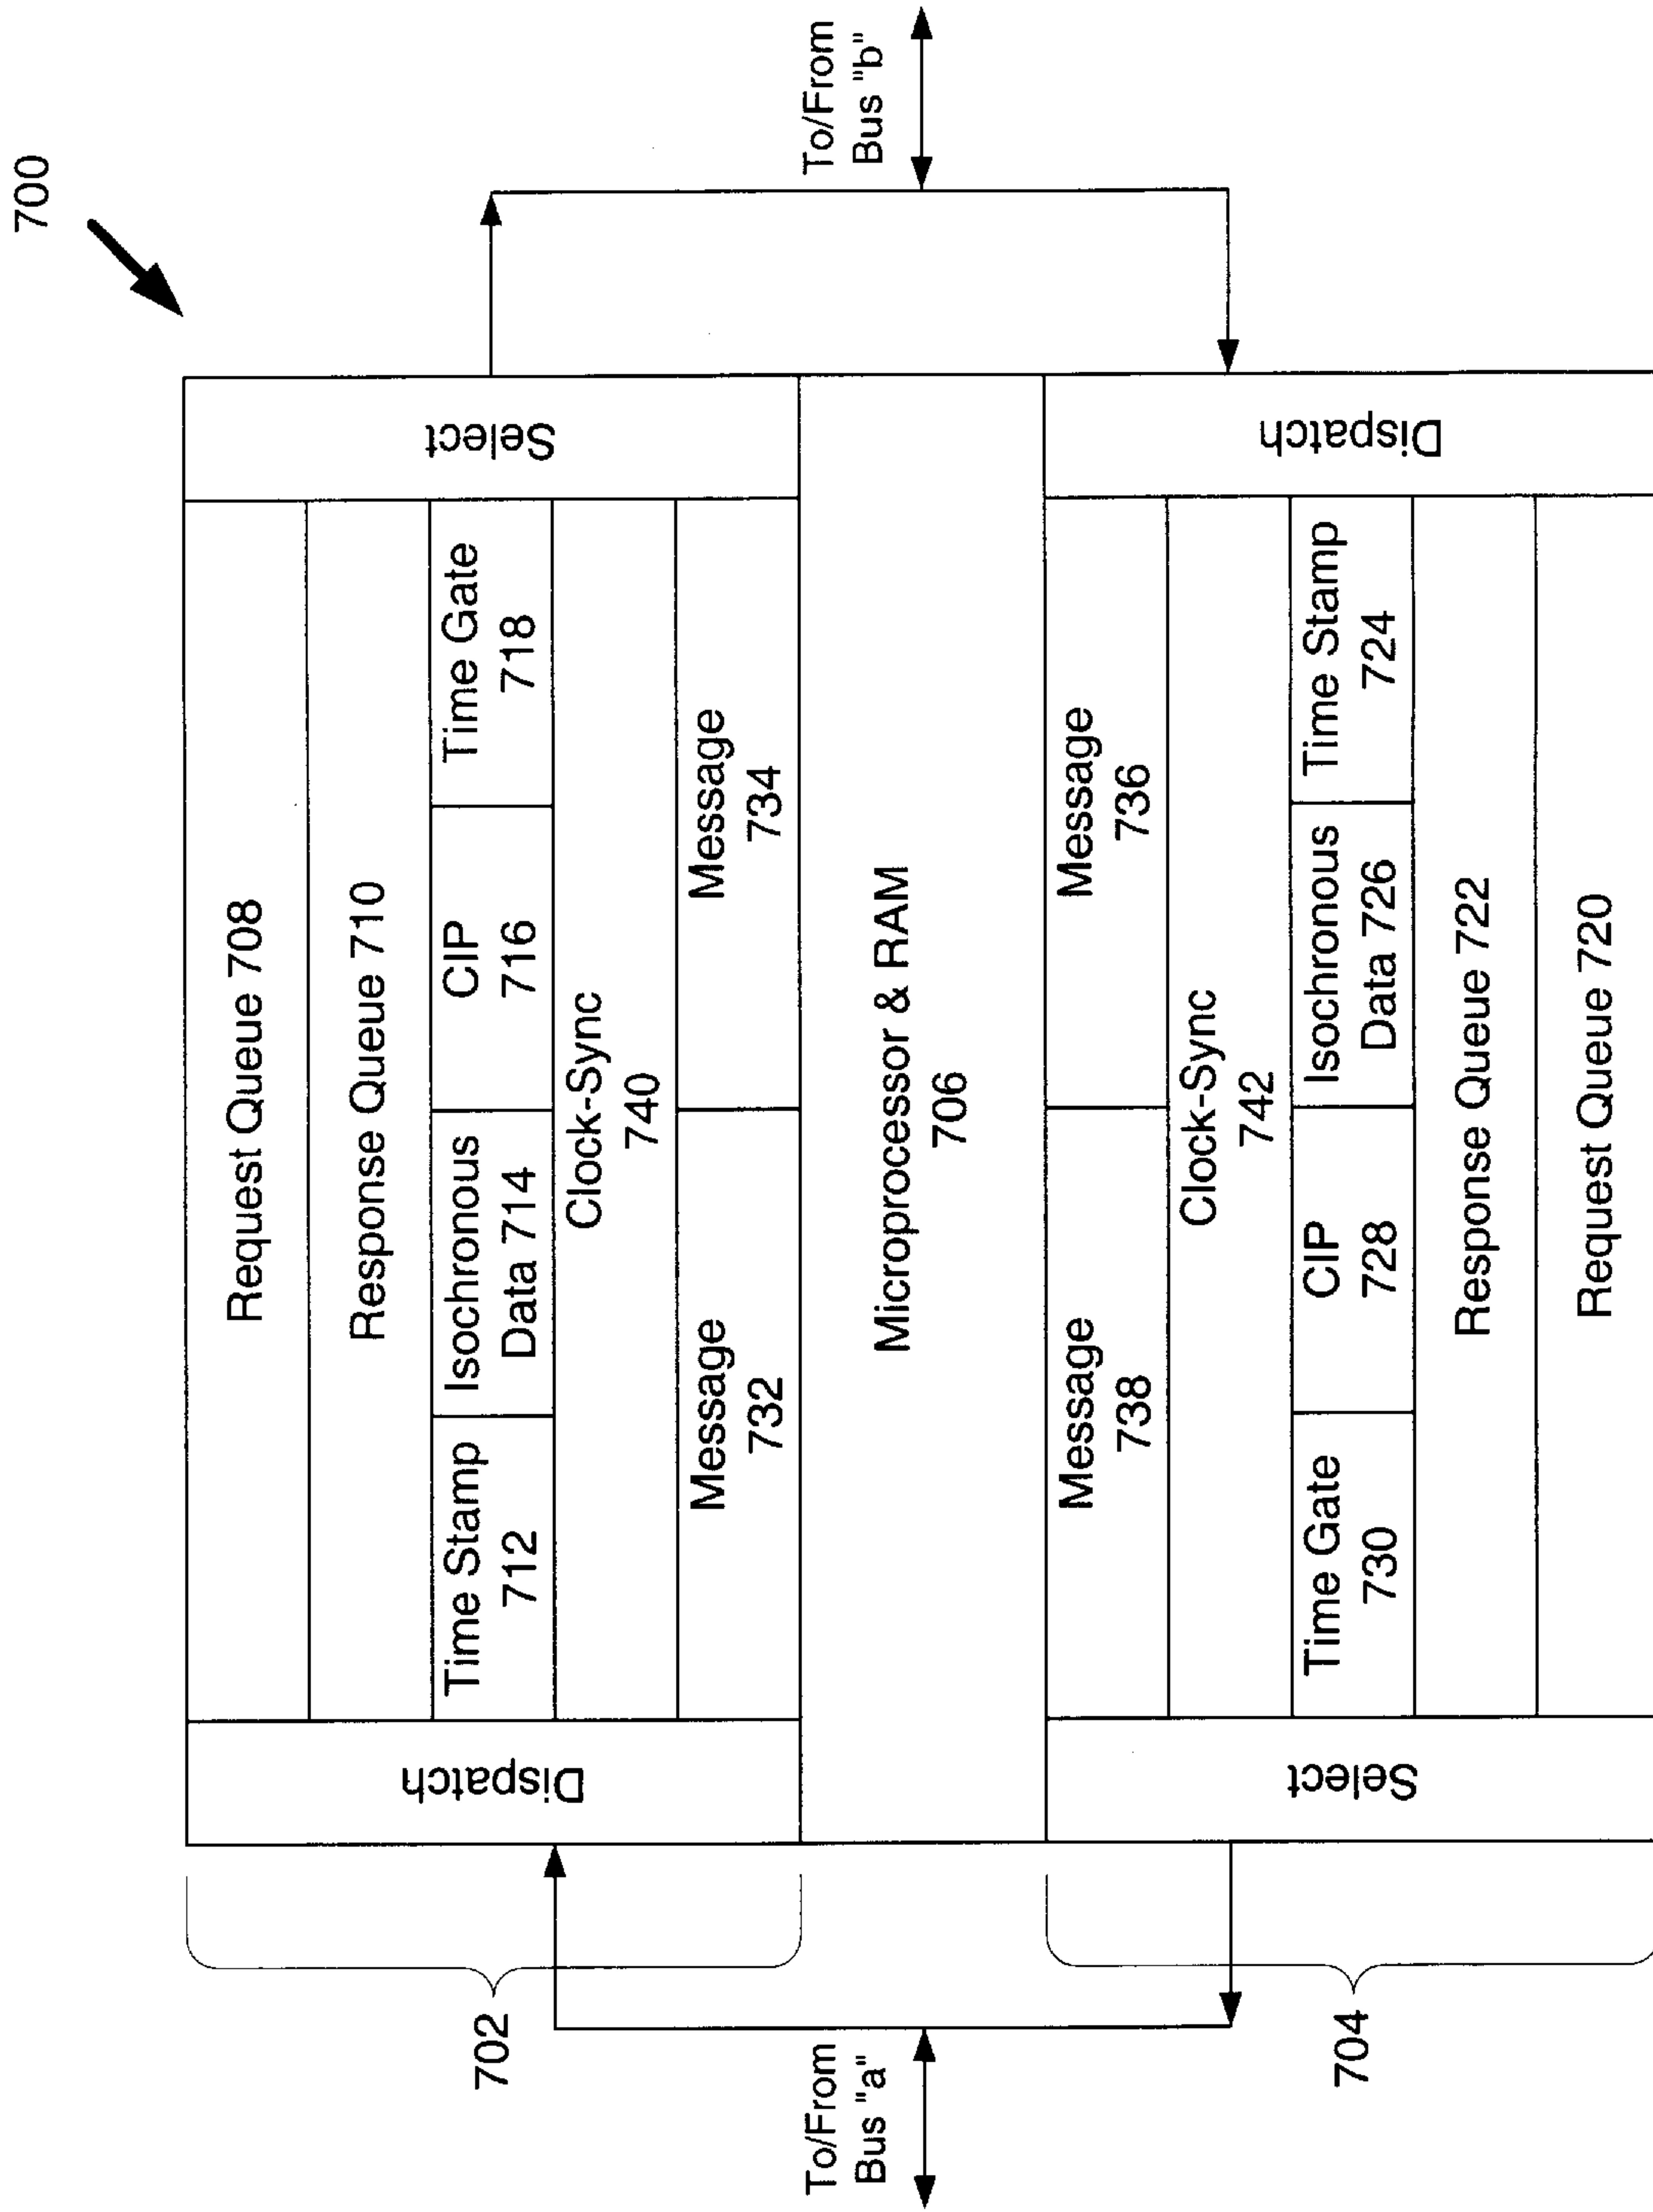 700
To/From
Bus "a"
To/From
Bus "b"
702
704
Dispatch
Request Queue 708
Response Queue 710
Time Stamp
712
Isochronous
Data 714
CIP
716
Time Gate
718
Clock-Sync
740
Message
732
Message
734
Select
Microprocessor & RAM
706
Select
Message
738
Message
736
Clock-Sync
742
Time Gate
730
CIP
728
Isochronous
Data 726
Time Stamp
724
Response Queue 722
Request Queue 720
Dispatch